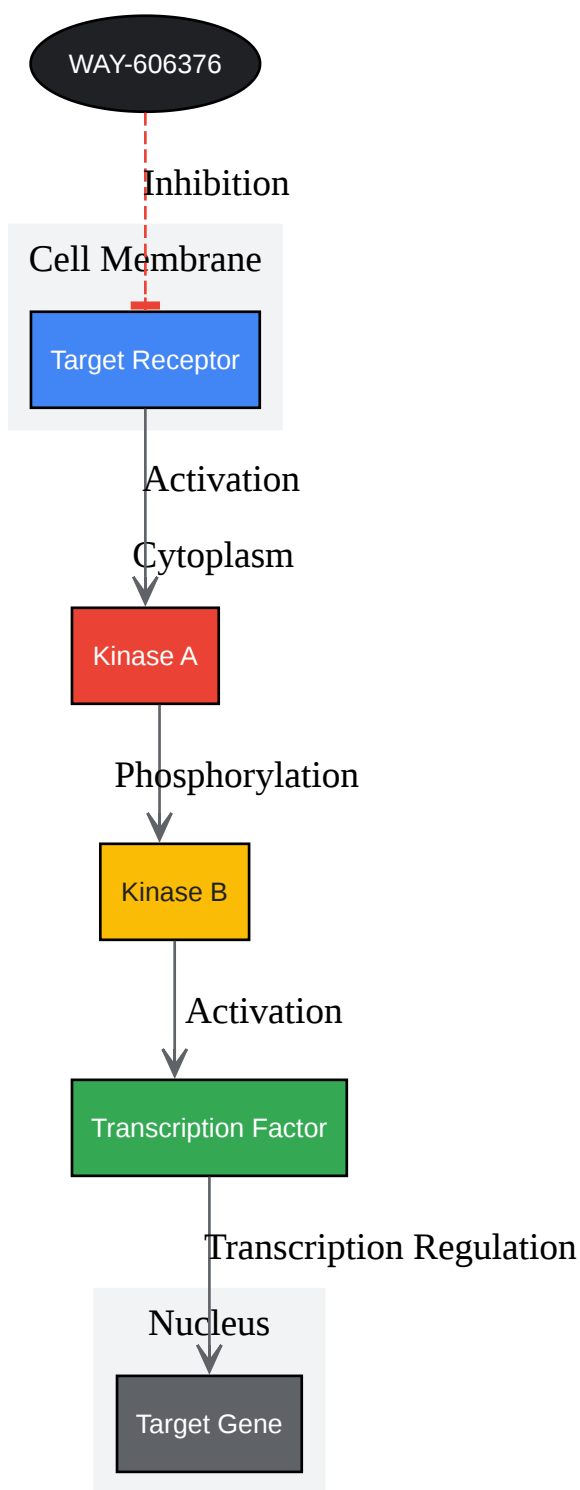 WAY-606376
Inhibition
Cell Membrane
Target Receptor
Activation
Cytoplasm
Kinase A
Phosphorylation
Kinase B
Activation
Transcription Factor
Transcription Regulation
Nucleus
Target Gene